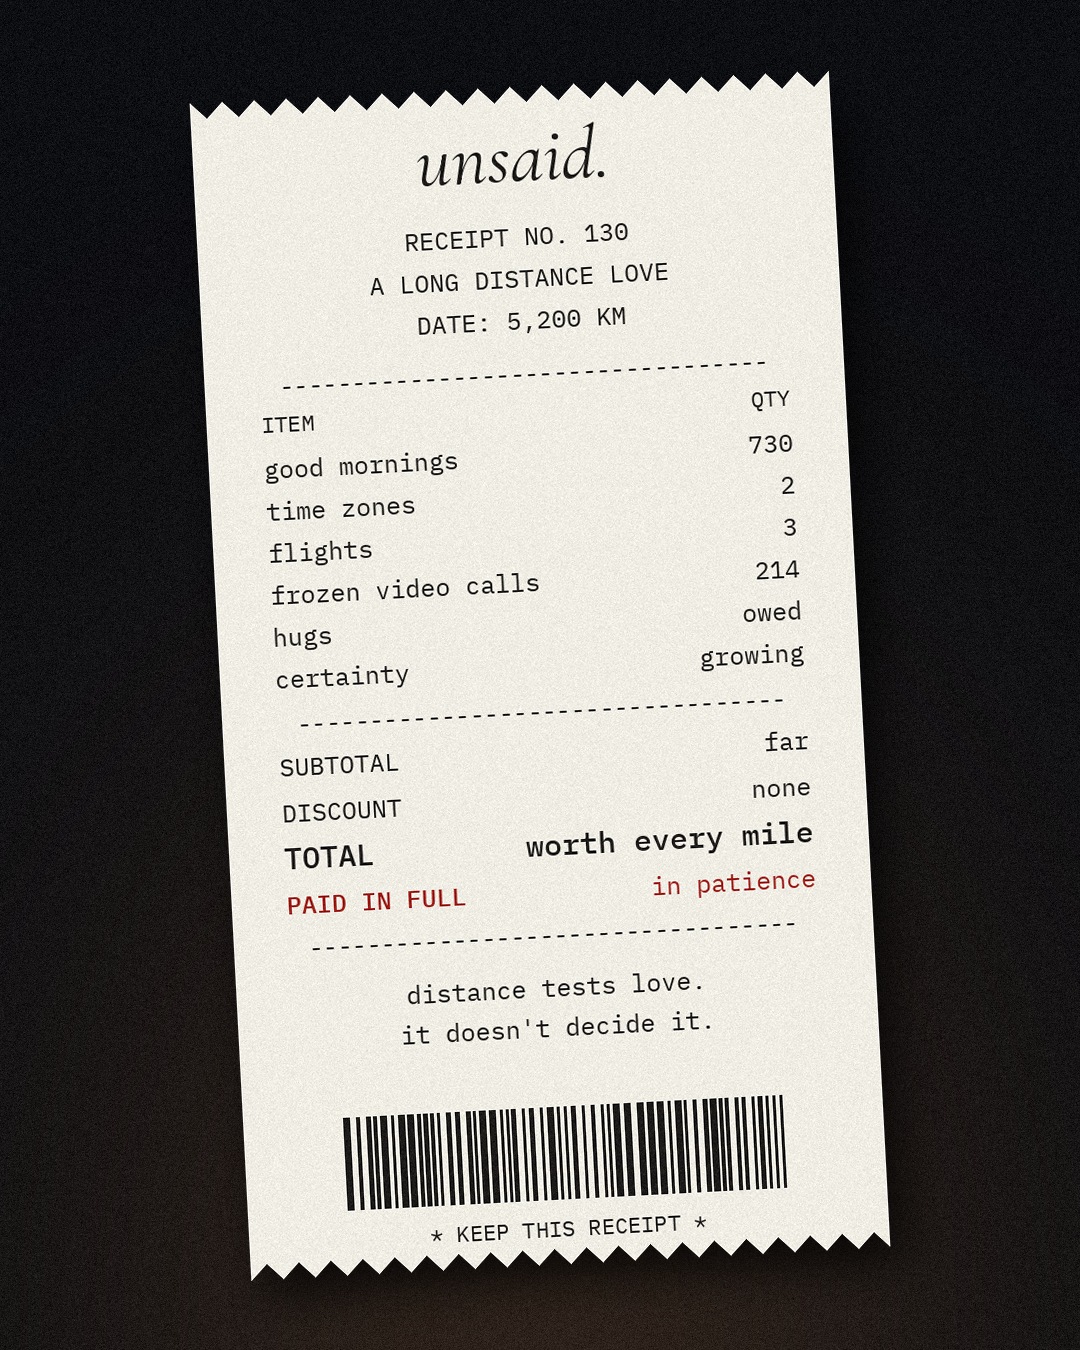 unsaid.
RECEIPT NO. 130
A LONG DISTANCE LOVE
DATE: 5,200 KM
----------------------------------
ITEM QTY
good mornings 730
time zones 2
flights 3
frozen video calls 214
hugs owed
certainty growing
----------------------------------
SUBTOTAL far
DISCOUNT none
TOTAL worth every mile
PAID IN FULL in patience
----------------------------------
distance tests love.
it doesn't decide it.
* KEEP THIS RECEIPT *